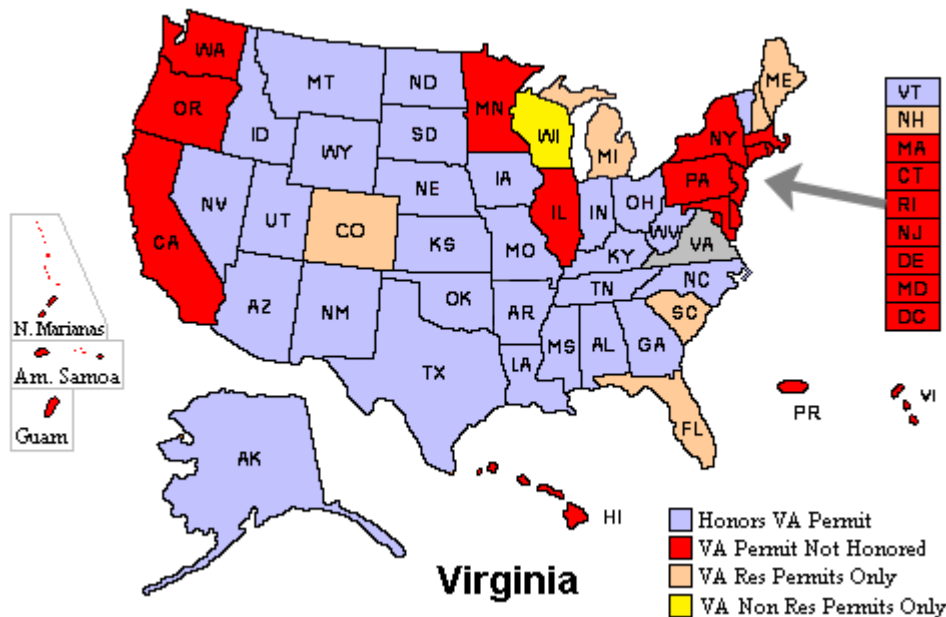 WA
MT
ND
MN
ME
VT
OR
ID
SD
WI
NY
NH
WY
MI
MA
NE
IA
PA
CT
NV
UT
IL
IN
OH
RI
CO
WV
CA
KS
MO
KY
VA
NJ
DE
AZ
NM
OK
TN
NC
MD
AR
SC
DC
N. Marianas
MS
AL
GA
TX
LA
Am. Samoa
FL
PR
VI
Guam
AK
HI
Honors VA Permit
VA Permit Not Honored
VA Res Permits Only
VA Non Res Permits Only
Virginia